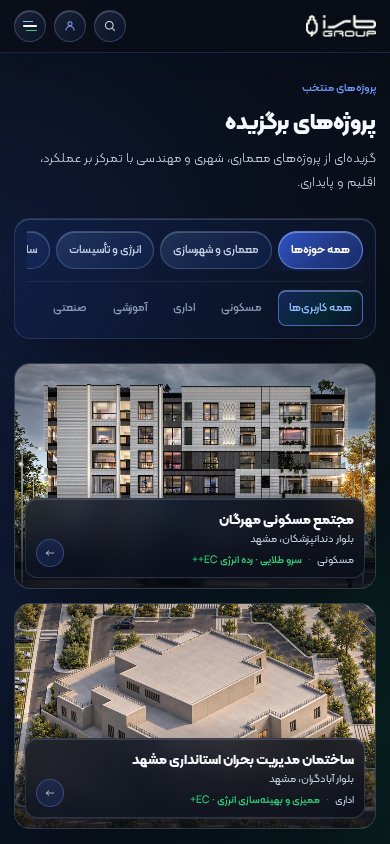 GROUP
پروژه‌های منتخب
پروژه‌های برگزیده
گزیده‌ای از پروژه‌های معماری، شهری و مهندسی با تمرکز بر عملکرد،
اقلیم و پایداری.
همه حوزه‌ها معماری و شهرسازی انرژی و تأسیسات
همه کاربری‌ها مسکونی اداری آموزشی صنعتی
مجتمع مسکونی مهرگان
بلوار دندانپزشکان، مشهد
مسکونی · سرو طلایی · رده انرژی EC++
ساختمان مدیریت بحران استانداری مشهد
بلوار آبادگران، مشهد
اداری · ممیزی و بهینه‌سازی انرژی · EC+